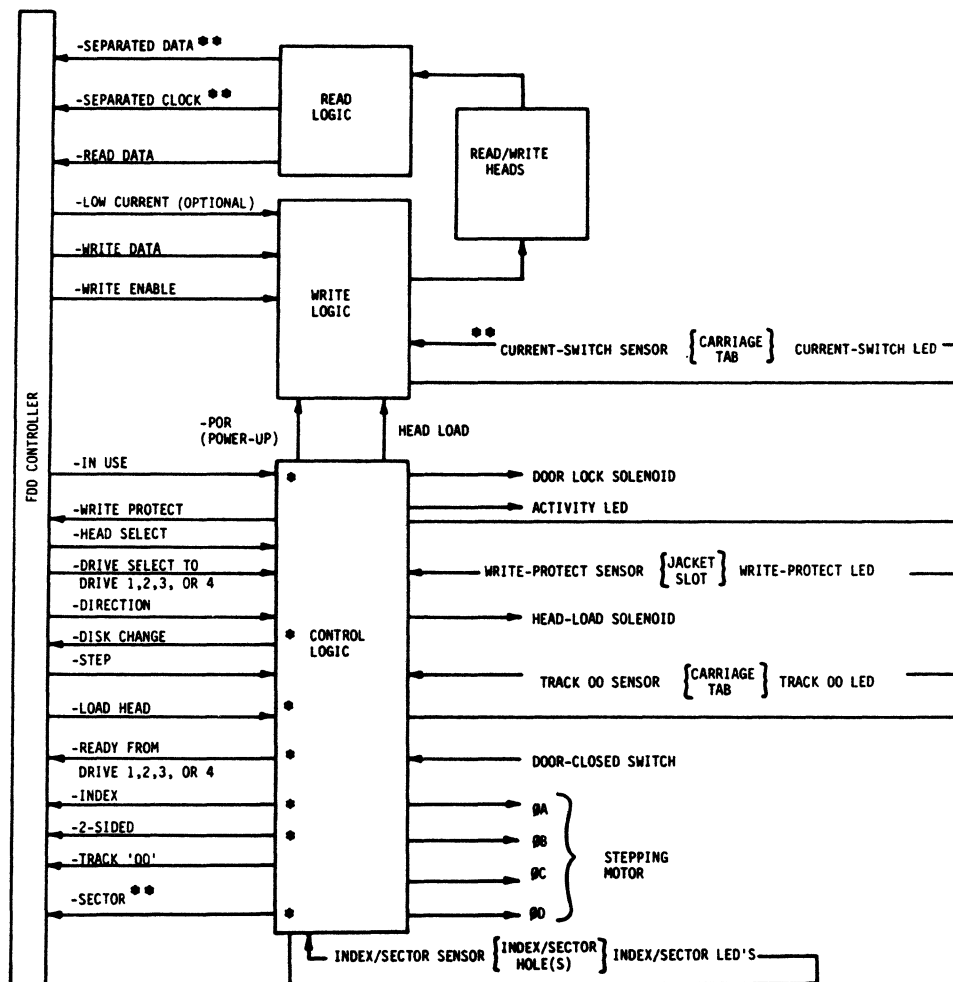 FDD CONTROLLER
-SEPARATED DATA **
-SEPARATED CLOCK **
-READ DATA
READ
LOGIC
READ/WRITE
HEADS
-LOW CURRENT (OPTIONAL)
-WRITE DATA
-WRITE ENABLE
WRITE
LOGIC
**
CURRENT-SWITCH SENSOR { CARRIAGE
TAB } CURRENT-SWITCH LED
-POR
(POWER-UP)
HEAD LOAD
-IN USE *
-WRITE PROTECT
-HEAD SELECT
-DRIVE SELECT TO
DRIVE 1,2,3, OR 4
-DIRECTION
-DISK CHANGE *
-STEP
-LOAD HEAD *
-READY FROM *
DRIVE 1,2,3, OR 4
-INDEX *
-2-SIDED *
-TRACK '00'
-SECTOR ** *
CONTROL
LOGIC
DOOR LOCK SOLENOID
ACTIVITY LED
WRITE-PROTECT SENSOR [ JACKET
SLOT } WRITE-PROTECT LED
HEAD-LOAD SOLENOID
TRACK 00 SENSOR { CARRIAGE
TAB } TRACK 00 LED
DOOR-CLOSED SWITCH
ØA
ØB
ØC
ØD
STEPPING
MOTOR
INDEX/SECTOR SENSOR { INDEX/SECTOR
HOLE(S) } INDEX/SECTOR LED'S